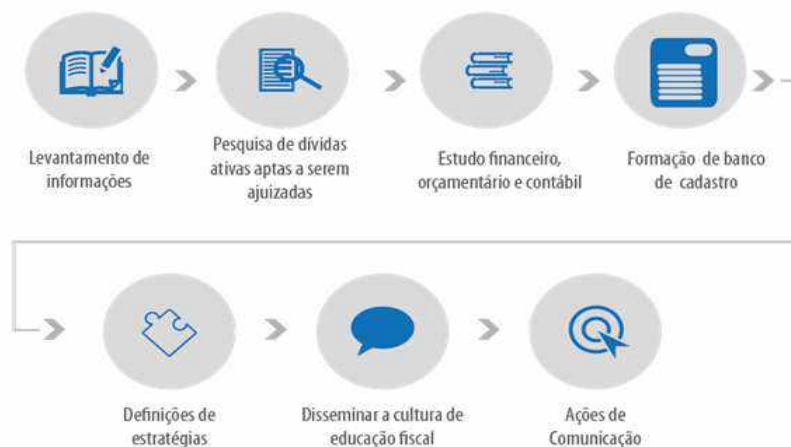 Levantamento de
informações
Pesquisa de dívidas
ativas aptas a serem
ajuizadas
Estudo financeiro,
orçamentário e contábil
Formação de banco
de cadastro
Definições de
estratégias
Disseminar a cultura de
educação fiscal
Ações de
Comunicação